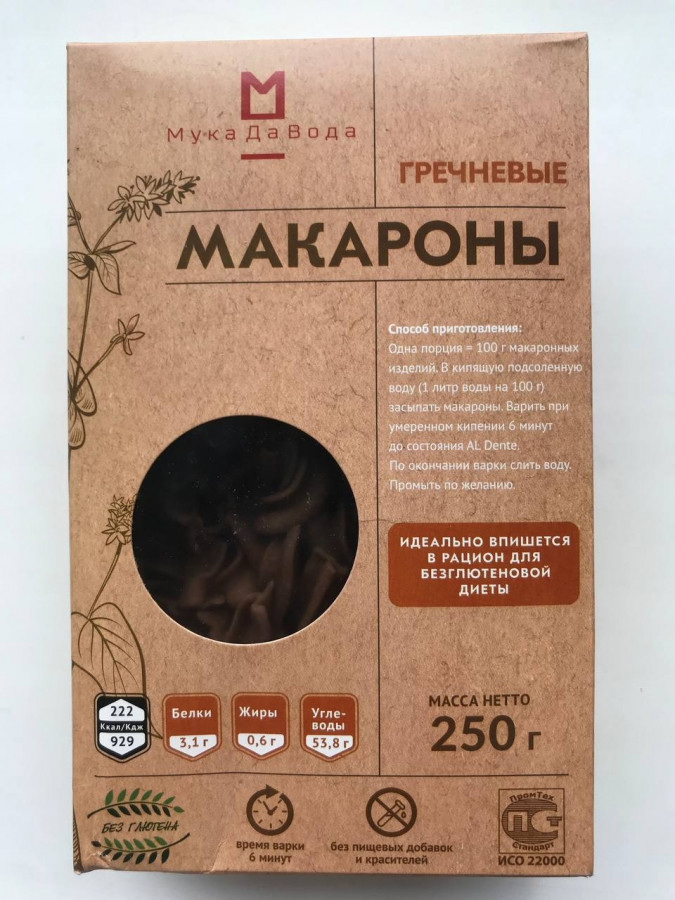 МукаДаВода
ГРЕЧНЕВЫЕ
МАКАРОНЫ
Способ приготовления:
Одна порция = 100 г макаронных
изделий. В кипящую подсоленную
воду (1 литр воды на 100 г)
засыпать макароны. Варить при
умеренном кипении 6 минут
до состояния AL Dente.
По окончании варки слить воду.
Промыть по желанию.
ИДЕАЛЬНО ВПИШЕТСЯ
В РАЦИОН ДЛЯ
БЕЗГЛЮТЕНОВОЙ
ДИЕТЫ
МАССА НЕТТО
250 г
222
Ккал/Кдж
929
Белки
3,1 г
Жиры
0,6 г
Угле-
воды
53,8 г
БЕЗ ГЛЮТЕНА
время варки
6 минут
без пищевых добавок
и красителей
ПромТех
ПСТ
Стандарт
ИСО 22000